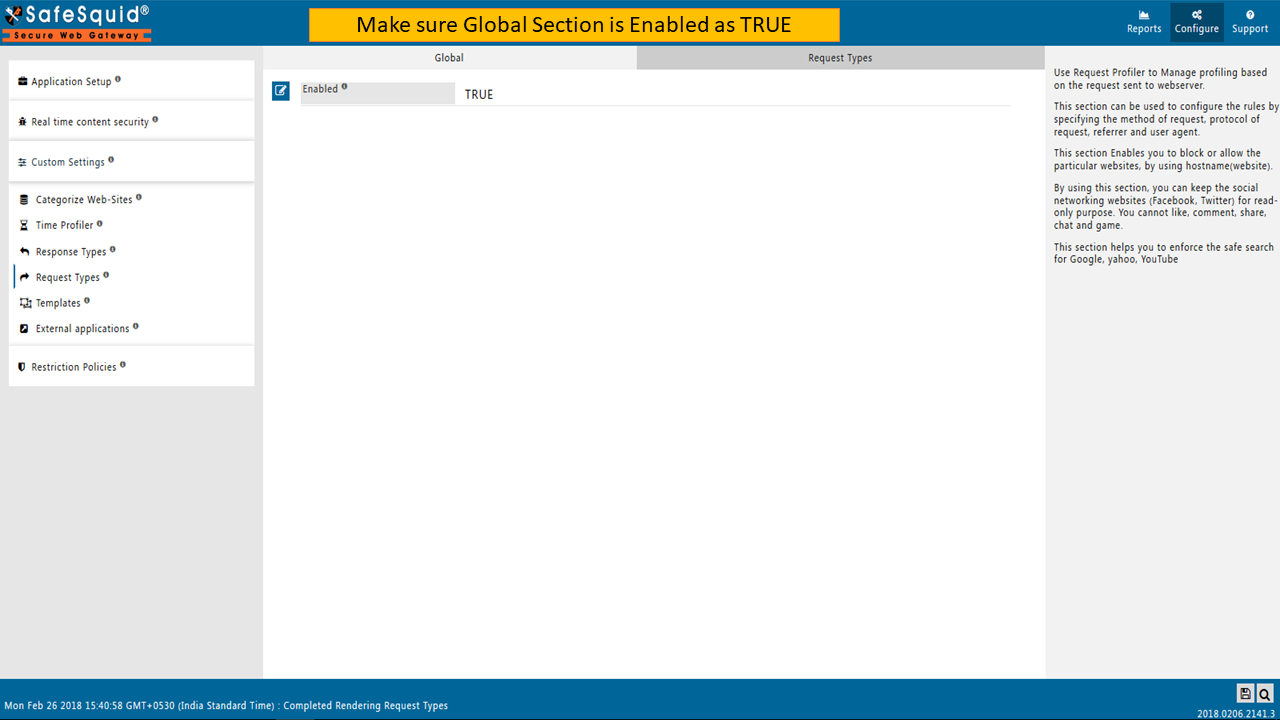 SafeSquid®
Secure Web Gateway
Make sure Global Section is Enabled as TRUE
Reports
Configure
Support
Application Setup
Real time content security
Custom Settings
Categorize Web-Sites
Time Profiler
Response Types
Request Types
Templates
External applications
Restriction Policies
Global
Request Types
Enabled
TRUE
Use Request Profiler to Manage profiling based
on the request sent to webserver.
This section can be used to configure the rules by
specifying the method of request, protocol of
request, referrer and user agent.
This section Enables you to block or allow the
particular websites, by using hostname(website).
By using this section, you can keep the social
networking websites (Facebook, Twitter) for read-
only purpose. You cannot like, comment, share,
chat and game.
This section helps you to enforce the safe search
for Google, yahoo, YouTube
Mon Feb 26 2018 15:40:58 GMT+0530 (India Standard Time) : Completed Rendering Request Types
2018.0206.2141.3